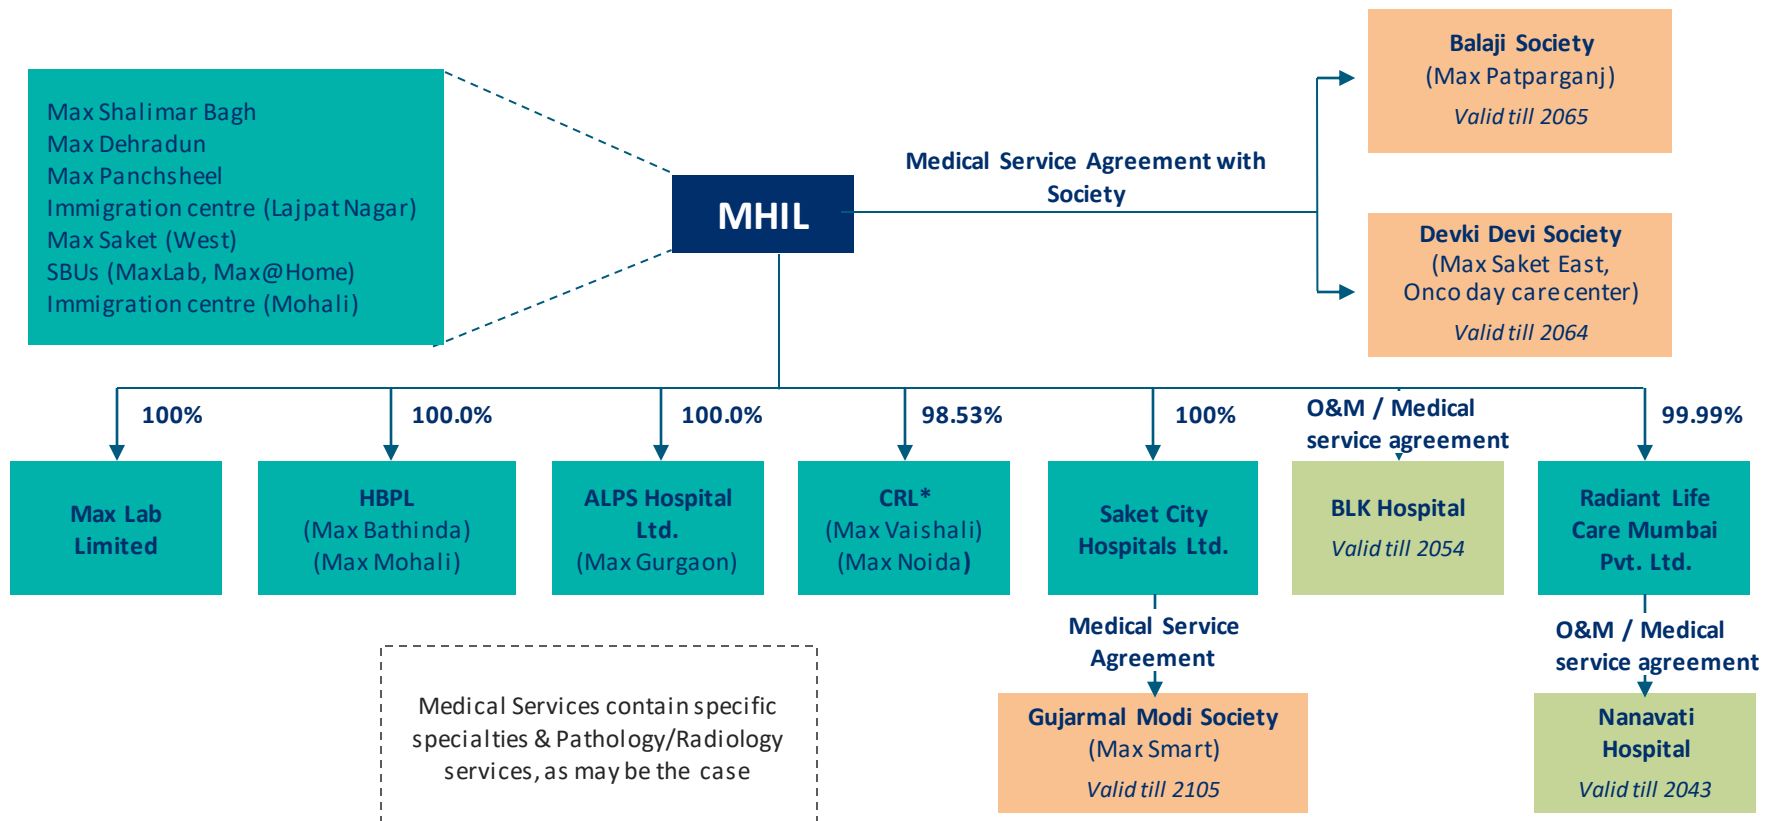 Max Shalimar Bagh
Max Dehradun
Max Panchsheel
Immigration centre (Lajpat Nagar)
Max Saket (West)
SBUs (MaxLab, Max@Home)
Immigration centre (Mohali)
MHIL
Medical Service Agreement with
Society
Balaji Society
(Max Patparganj)
Valid till 2065
Devki Devi Society
(Max Saket East,
Onco day care center)
Valid till 2064
100%
100.0%
100.0%
98.53%
100%
O&M / Medical
service agreement
99.99%
Max Lab
Limited
HBPL
(Max Bathinda)
(Max Mohali)
ALPS Hospital
Ltd.
(Max Gurgaon)
CRL*
(Max Vaishali)
(Max Noida)
Saket City
Hospitals Ltd.
BLK Hospital
Valid till 2054
Radiant Life
Care Mumbai
Pvt. Ltd.
Medical Service
Agreement
O&M / Medical
service agreement
Medical Services contain specific
specialties & Pathology/Radiology
services, as may be the case
Gujarmal Modi Society
(Max Smart)
Valid till 2105
Nanavati
Hospital
Valid till 2043